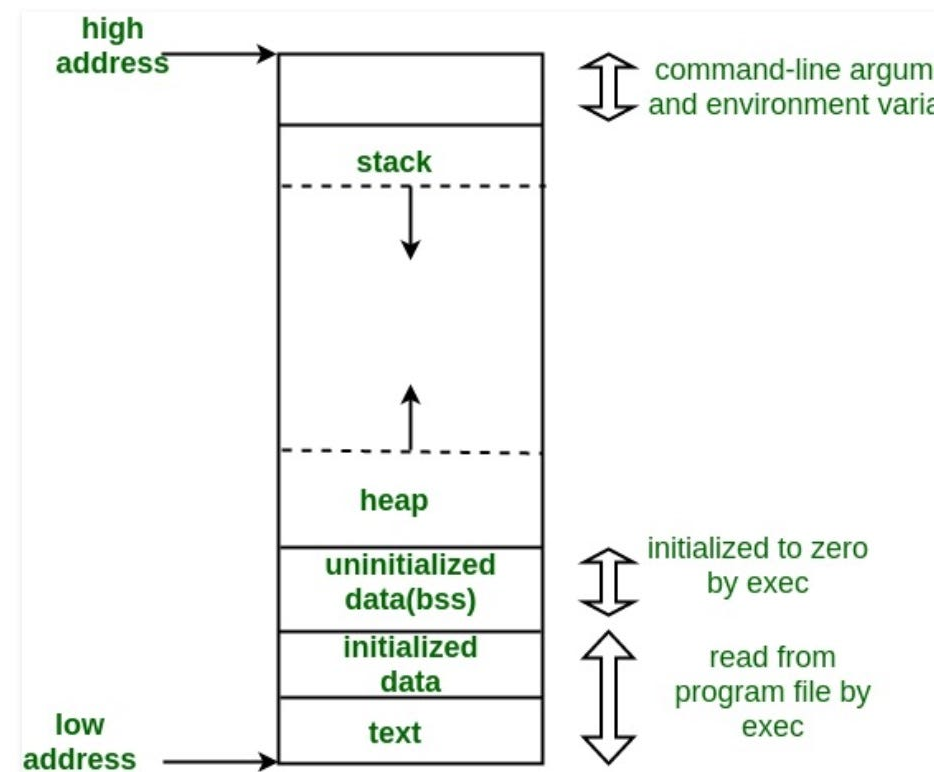 high
address
command-line argum
and environment varia
stack
heap
uninitialized
data(bss)
initialized to zero
by exec
initialized
data
read from
program file by
exec
text
low
address